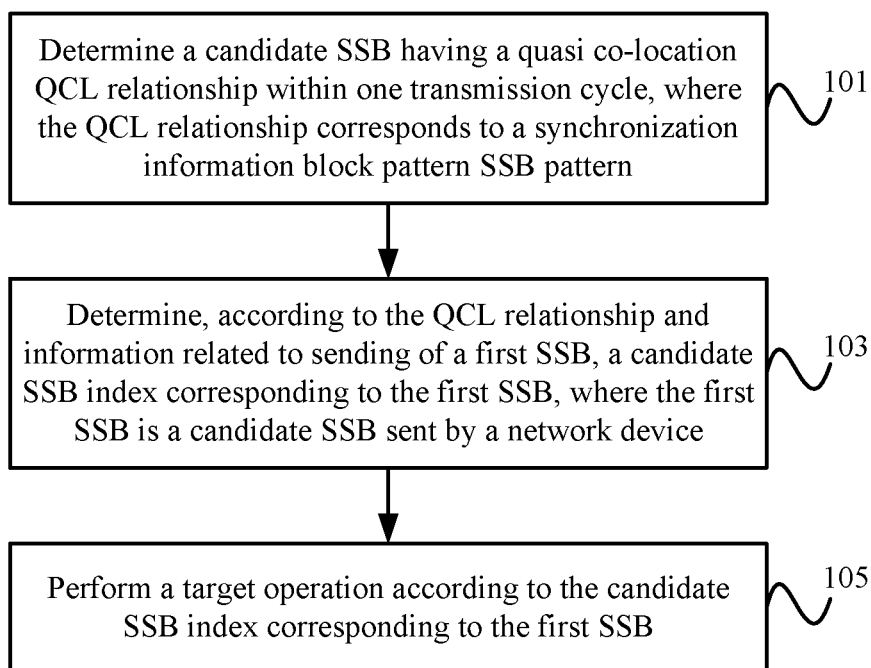 Determine a candidate SSB having a quasi co-location
QCL relationship within one transmission cycle, where
the QCL relationship corresponds to a synchronization
information block pattern SSB pattern
101
Determine, according to the QCL relationship and
information related to sending of a first SSB, a candidate
SSB index corresponding to the first SSB, where the first
SSB is a candidate SSB sent by a network device
103
Perform a target operation according to the candidate
SSB index corresponding to the first SSB
105